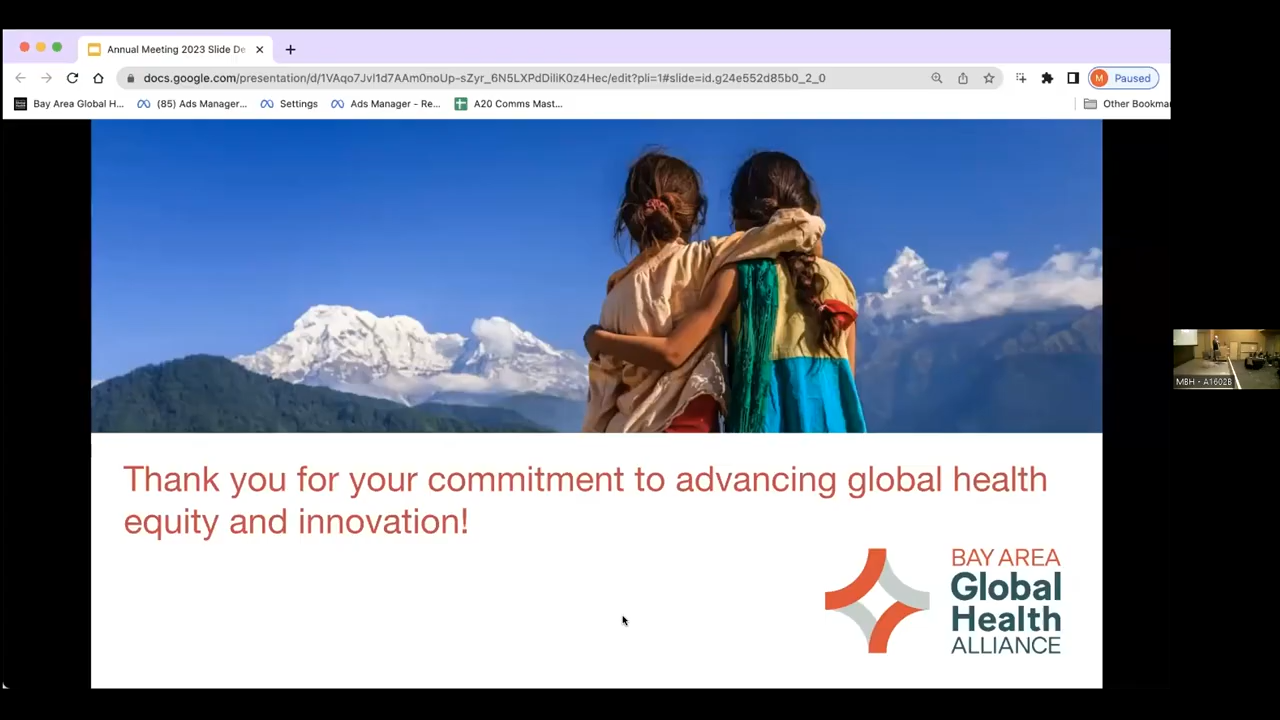 Annual Meeting 2023 Slide De
docs.google.com/presentation/d/1VAqo7JvI1d7AAm0noUp-sZyr_6N5LXPdDiliK0z4Hec/edit?pli=1#slide=id.g24e552d85b0_2_0
M
Paused
Bay Area Global H...
(85) Ads Manager...
Settings
Ads Manager - Re...
A20 Comms Mast...
Other Bookmar
MBH - A1602B
Thank you for your commitment to advancing global health
equity and innovation!
BAY AREA
Global
Health
ALLIANCE